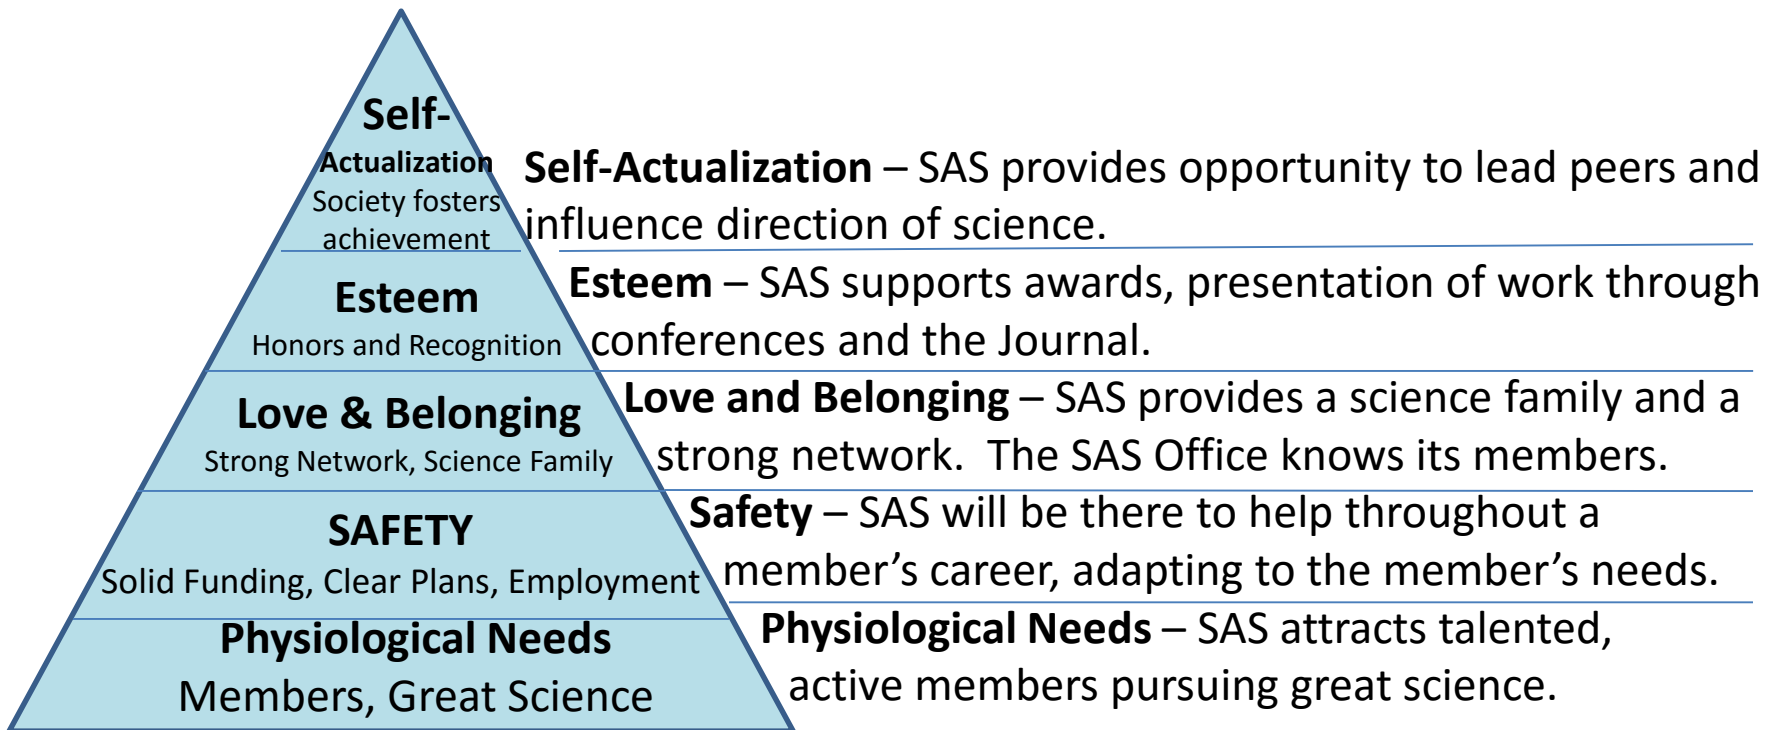 Self-
Actualization
Society fosters
achievement
Self-Actualization – SAS provides opportunity to lead peers and
influence direction of science.
Esteem
Honors and Recognition
Esteem – SAS supports awards, presentation of work through
conferences and the Journal.
Love & Belonging
Strong Network, Science Family
Love and Belonging – SAS provides a science family and a
strong network.  The SAS Office knows its members.
SAFETY
Solid Funding, Clear Plans, Employment
Safety – SAS will be there to help throughout a
member’s career, adapting to the member’s needs.
Physiological Needs
Members, Great Science
Physiological Needs – SAS attracts talented,
active members pursuing great science.